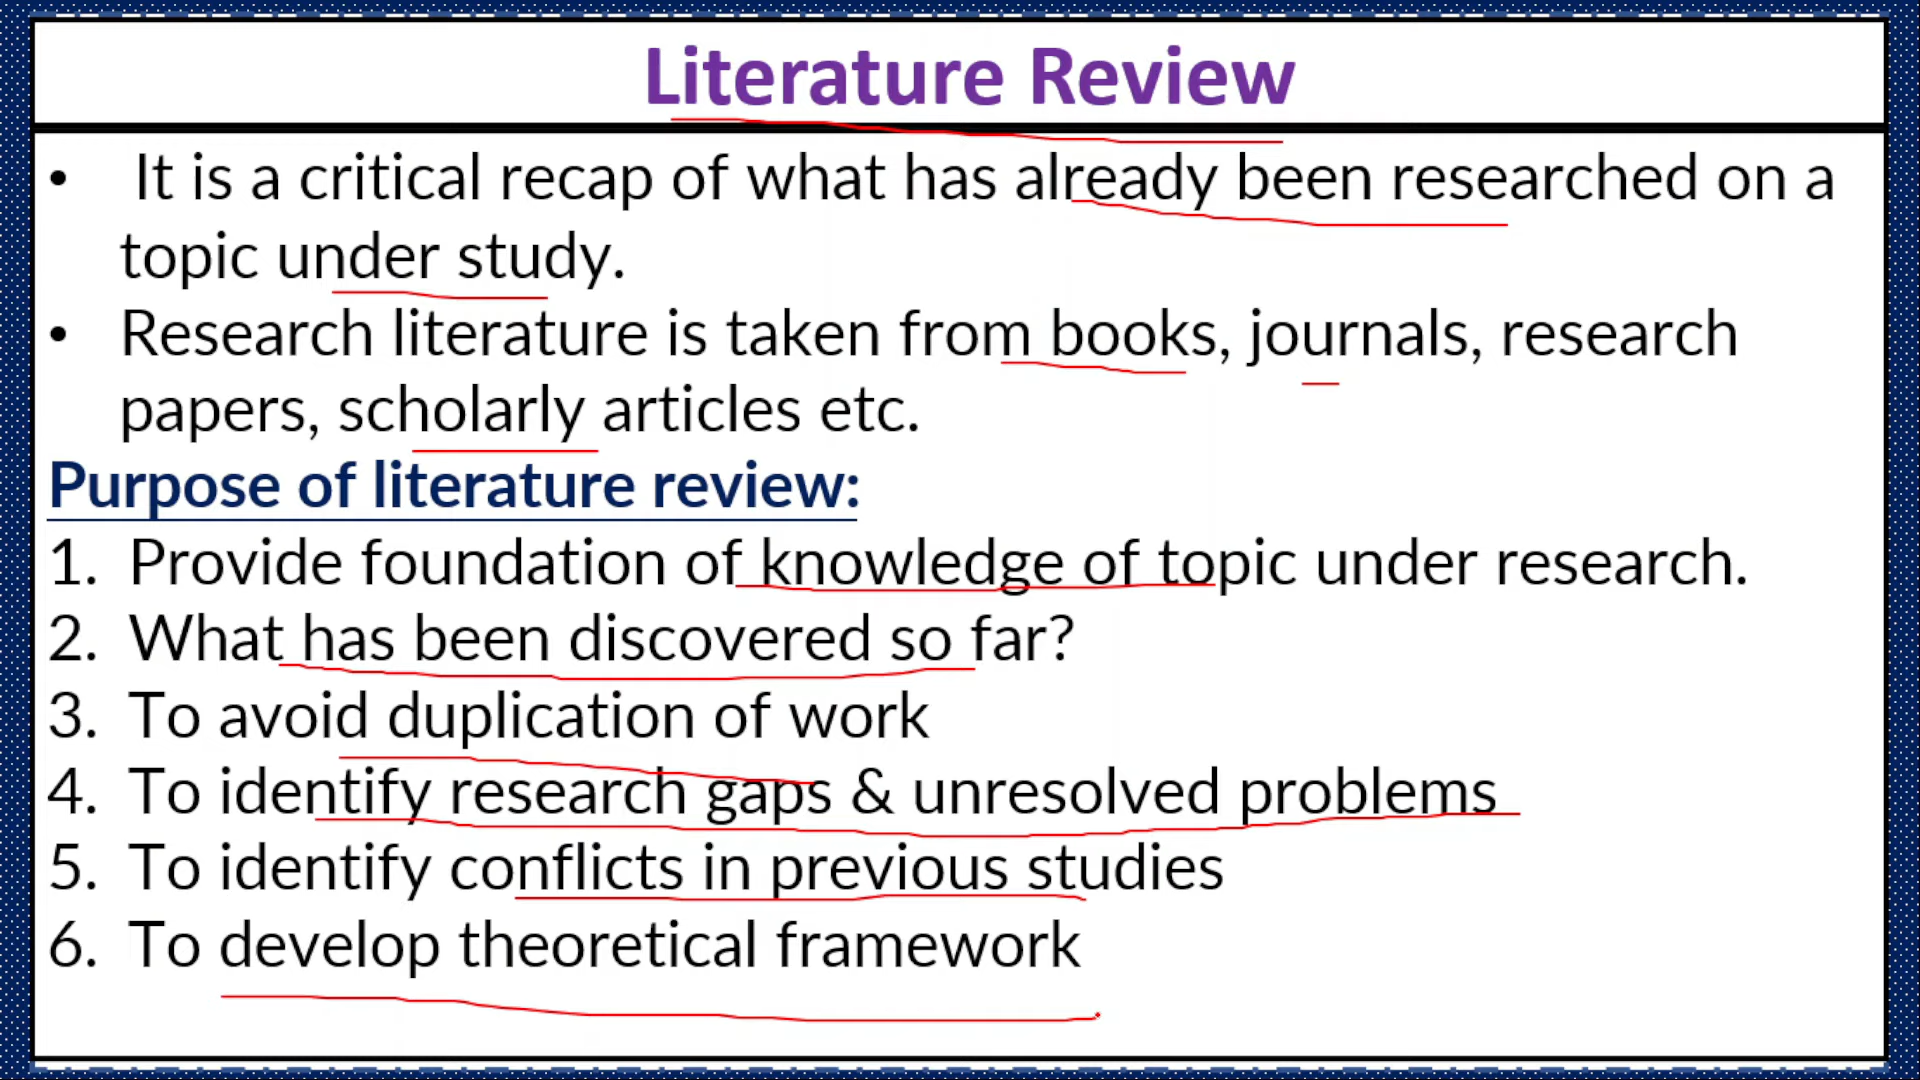 Literature Review
• It is a critical recap of what has already been researched on a
topic under study.
• Research literature is taken from books, journals, research
papers, scholarly articles etc.
Purpose of literature review:
1. Provide foundation of knowledge of topic under research.
2. What has been discovered so far?
3. To avoid duplication of work
4. To identify research gaps & unresolved problems
5. To identify conflicts in previous studies
6. To develop theoretical framework